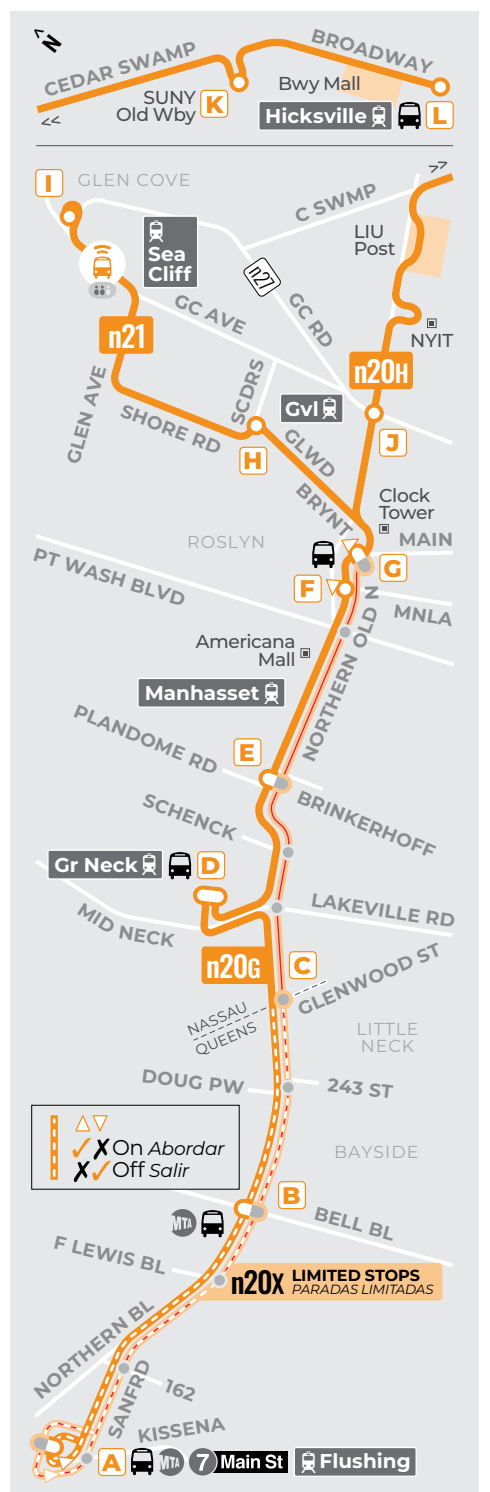 <N
CEDAR SWAMP
BROADWAY
<<
SUNY
Old Wby
K
Bwy Mall
Hicksville
L
>>
I
GLEN COVE
C SWMP
LIU
Post
Sea
Cliff
n27
GC AVE
GC RD
n21
NYIT
n20H
GLEN AVE
SCDRS
Gvl
SHORE RD
GLWD
J
H
BRYNT
Clock
Tower
ROSLYN
MAIN
PT WASH BLVD
G
F
MNLA
NORTHERN
OLD N
Americana
Mall
Manhasset
E
PLANDOME RD
BRINKERHOFF
SCHENCK
Gr Neck
D
MID NECK
LAKEVILLE RD
n20G
C
GLENWOOD ST
NASSAU
QUEENS
LITTLE
NECK
DOUG PW
243 ST
BAYSIDE
✓✗On Abordar
✗✓Off Salir
B
MTA
BELL BL
F LEWIS BL
n20X LIMITED STOPS
PARADAS LIMITADAS
NORTHERN BL
SANFRD
162
KISSENA
A
MTA
7
Main St
Flushing